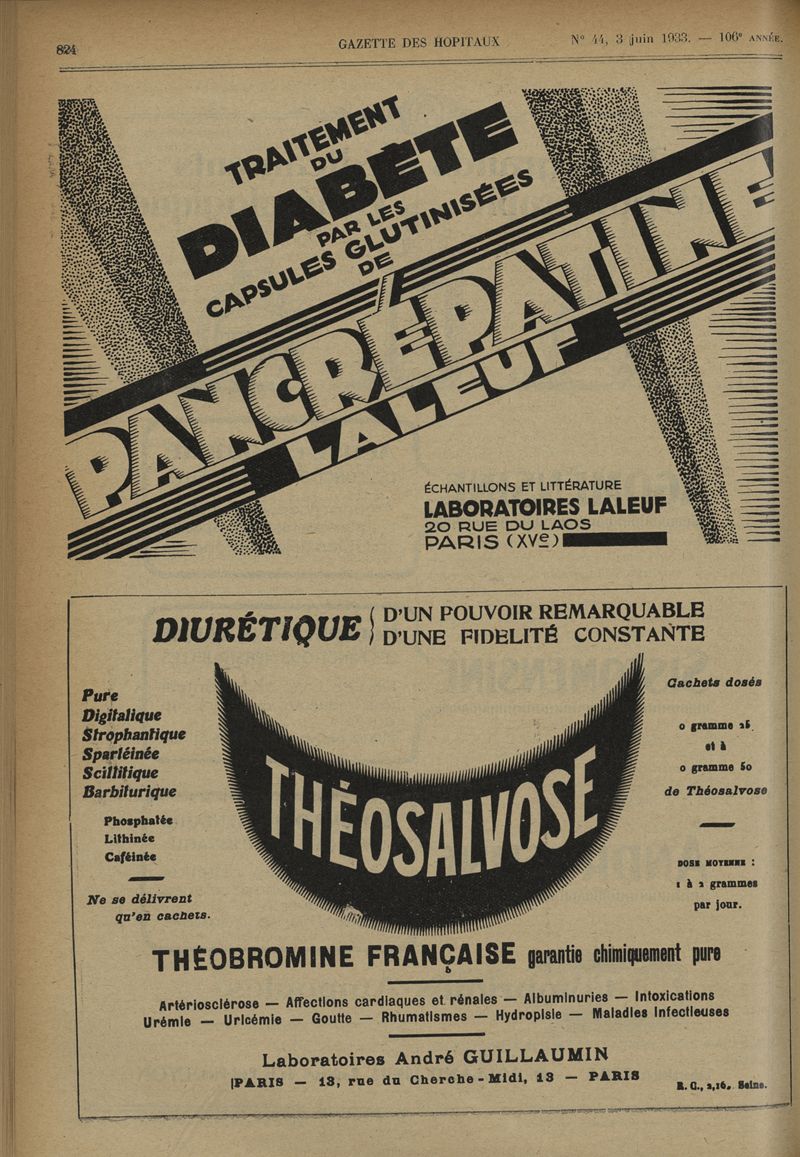 824
GAZETTE DES HOPITAUX
N° 44, 3 juin 1933. — 106e ANNÉE.
TRAITEMENT
DU
DIABÈTE
PAR LES
CAPSULES GLUTINISÉES
DE
PANCRÉPATINE
LALEUF
ÉCHANTILLONS ET LITTÉRATURE
LABORATOIRES LALEUF
20 RUE DU LAOS
PARIS (XVe)
DIURÉTIQUE
D'UN POUVOIR REMARQUABLE
D'UNE FIDELITÉ CONSTANTE
Pure
Digitalique
Strophantique
Spartéinée
Scillitique
Barbiturique
Phosphatée
Lithinée
Caféinée
Ne se délivrent
qu'en cachets.
THÉOSALVOSE
Cachets dosés
0 gramme 25
et à
0 gramme 50
de Théosalvose
DOSE MOYENNE :
1 à 2 grammes
par jour.
THÉOBROMINE FRANÇAISE garantie chimiquement pure
Artériosclérose — Affections cardiaques et rénales — Albuminuries — Intoxications
Urémie — Uricémie — Goutte — Rhumatismes — Hydropisie — Maladies Infectieuses
Laboratoires André GUILLAUMIN
PARIS — 13, rue du Cherche-Midi, 13 — PARIS
R. C., 2,16. Seine.